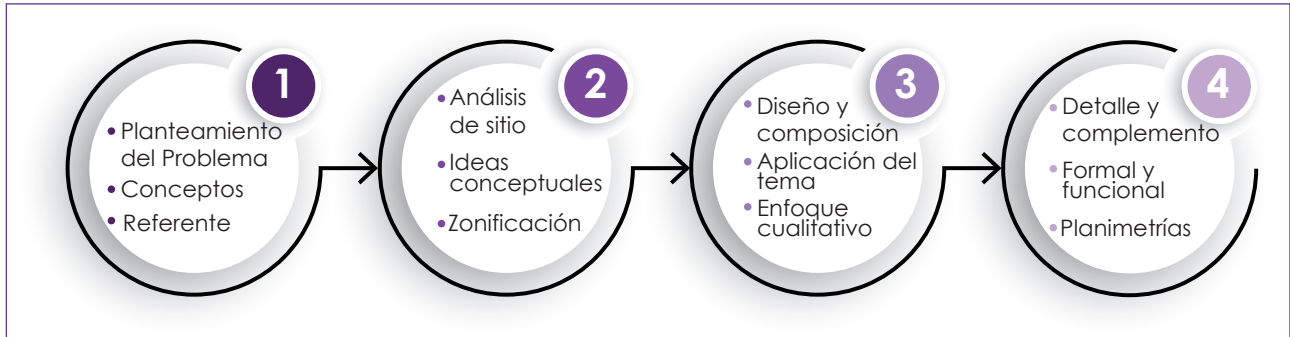 1
• Planteamiento
del Problema
• Conceptos
• Referente
2
• Análisis
de sitio
• Ideas
conceptuales
• Zonificación
3
• Diseño y
composición
• Aplicación del
tema
• Enfoque
cualitativo
4
• Detalle y
complemento
• Formal y
funcional
• Planimetrías